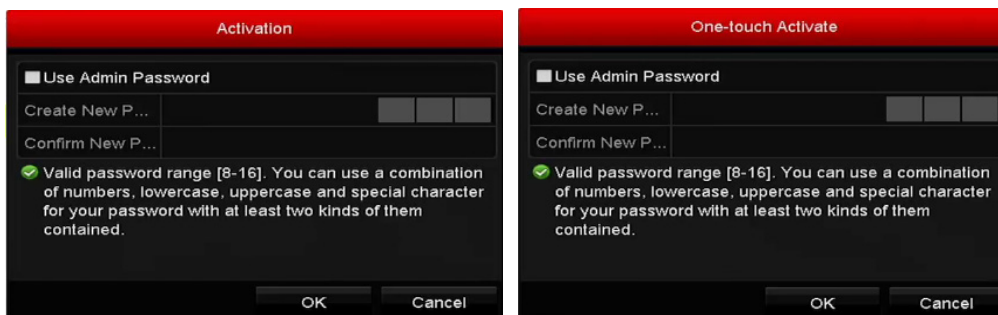 Activation
Use Admin Password
Create New P...
Confirm New P...
Valid password range [8-16]. You can use a combination
of numbers, lowercase, uppercase and special character
for your password with at least two kinds of them
contained.
OK Cancel
One-touch Activate
Use Admin Password
Create New P...
Confirm New P...
Valid password range [8-16]. You can use a combination
of numbers, lowercase, uppercase and special character
for your password with at least two kinds of them
contained.
OK Cancel